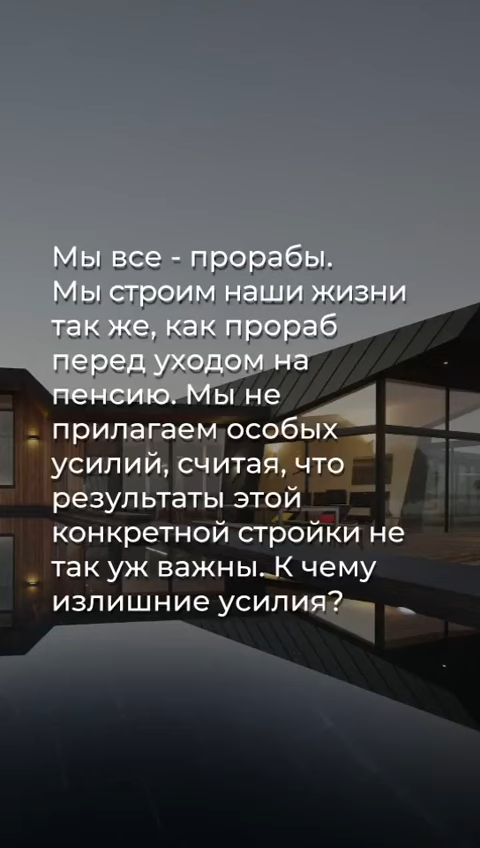 Мы все - прорабы.
Мы строим наши жизни
так же, как прораб
перед уходом на
пенсию. Мы не
прилагаем особых
усилий, считая, что
результаты этой
конкретной стройки не
так уж важны. К чему
излишние усилия?